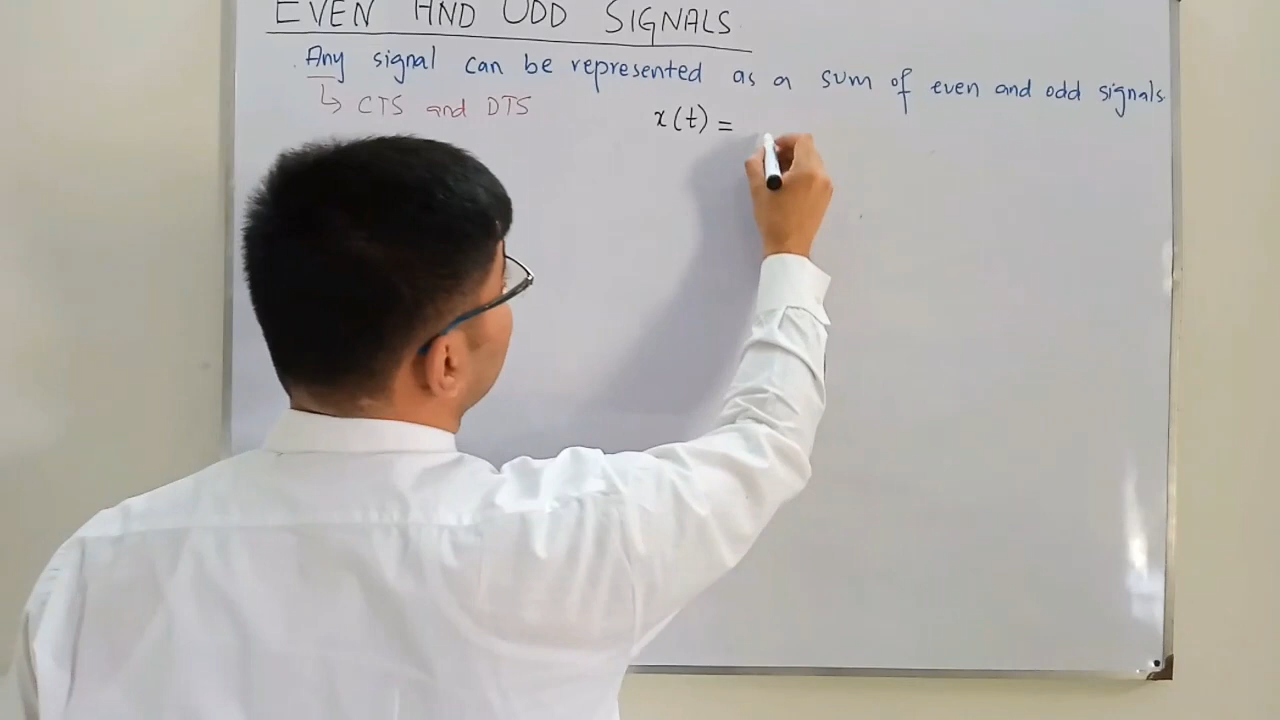 EVEN AND ODD SIGNALS
Any signal can be represented as a sum of even and odd signals.
↳ CTS and DTS
x(t) =